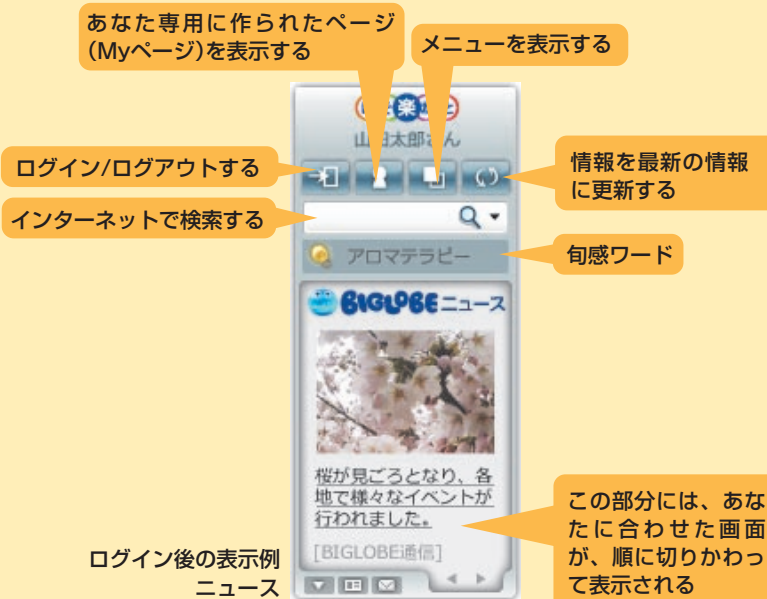 あなた専用に作られたページ
（Myページ）を表示する
メニューを表示する
山田太郎さん
ログイン/ログアウトする
情報を最新の情報
に更新する
インターネットで検索する
アロマテラピー
旬感ワード
BIGLOBEニュース
桜が見ごろとなり、各
地で様々なイベントが
行われました。
[BIGLOBE通信]
この部分には、あな
たに合わせた画面
が、順に切りかわっ
て表示される
ログイン後の表示例
ニュース